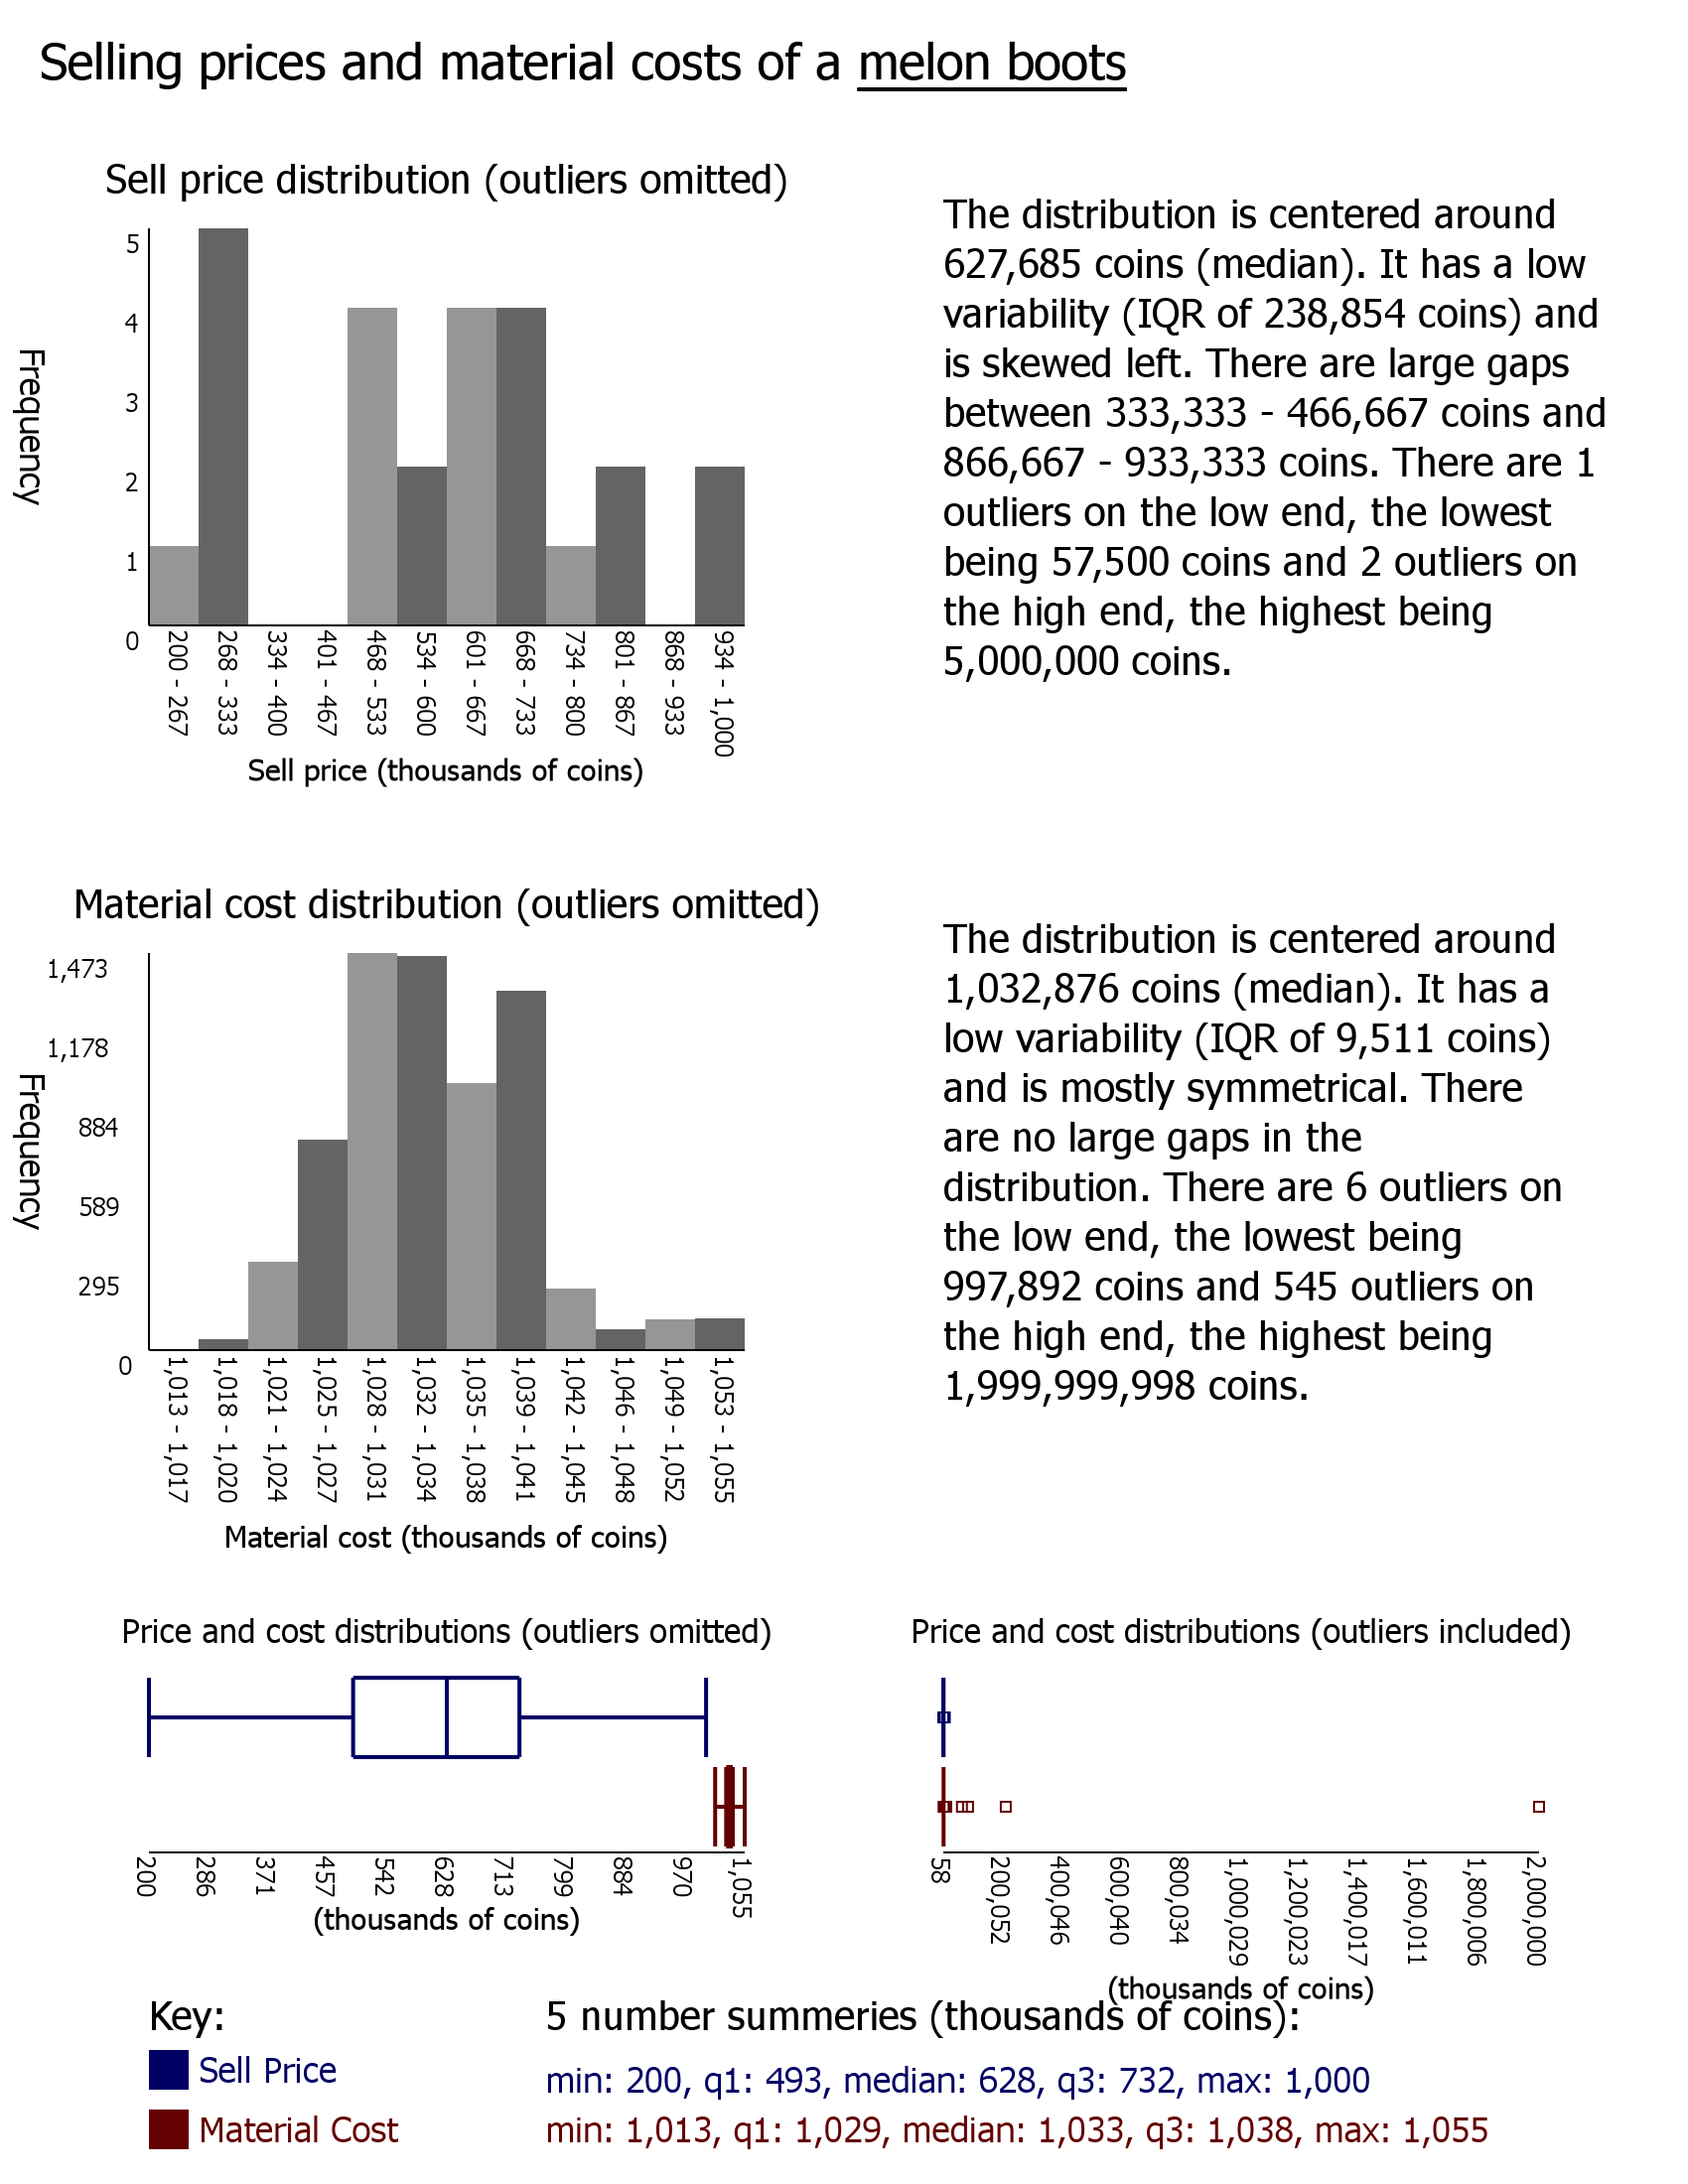 Selling prices and material costs of a melon boots
Sell price distribution (outliers omitted)
Frequency
5
4
3
2
1
0
200 - 267
268 - 333
334 - 400
401 - 467
468 - 533
534 - 600
601 - 667
668 - 733
734 - 800
801 - 867
868 - 933
934 - 1,000
Sell price (thousands of coins)
The distribution is centered around
627,685 coins (median). It has a low
variability (IQR of 238,854 coins) and
is skewed left. There are large gaps
between 333,333 - 466,667 coins and
866,667 - 933,333 coins. There are 1
outliers on the low end, the lowest
being 57,500 coins and 2 outliers on
the high end, the highest being
5,000,000 coins.
Material cost distribution (outliers omitted)
Frequency
1,473
1,178
884
589
295
0
1,013 - 1,017
1,018 - 1,020
1,021 - 1,024
1,025 - 1,027
1,028 - 1,031
1,032 - 1,034
1,035 - 1,038
1,039 - 1,041
1,042 - 1,045
1,046 - 1,048
1,049 - 1,052
1,053 - 1,055
Material cost (thousands of coins)
The distribution is centered around
1,032,876 coins (median). It has a
low variability (IQR of 9,511 coins)
and is mostly symmetrical. There
are no large gaps in the
distribution. There are 6 outliers on
the low end, the lowest being
997,892 coins and 545 outliers on
the high end, the highest being
1,999,999,998 coins.
Price and cost distributions (outliers omitted)
200
286
371
457
542
628
713
799
884
970
1,055
(thousands of coins)
Price and cost distributions (outliers included)
58
200,052
400,046
600,040
800,034
1,000,029
1,200,023
1,400,017
1,600,011
1,800,006
2,000,000
(thousands of coins)
Key:
Sell Price
Material Cost
5 number summeries (thousands of coins):
min: 200, q1: 493, median: 628, q3: 732, max: 1,000
min: 1,013, q1: 1,029, median: 1,033, q3: 1,038, max: 1,055